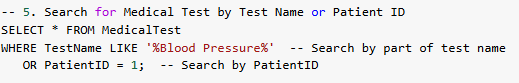 -- 5. Search for Medical Test by Test Name or Patient ID
SELECT * FROM MedicalTest
WHERE TestName LIKE '%Blood Pressure%'  -- Search by part of test name
   OR PatientID = 1;  -- Search by PatientID